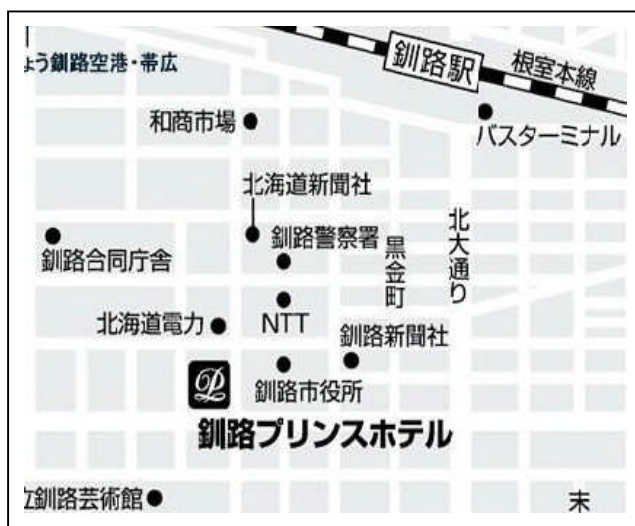 ょう釧路空港・帯広
釧路駅
根室本線
和商市場
バスターミナル
北海道新聞社
釧路警察署
北大通り
黒金町
釧路合同庁舎
北海道電力
NTT
釧路新聞社
釧路市役所
釧路プリンスホテル
立釧路芸術館
末